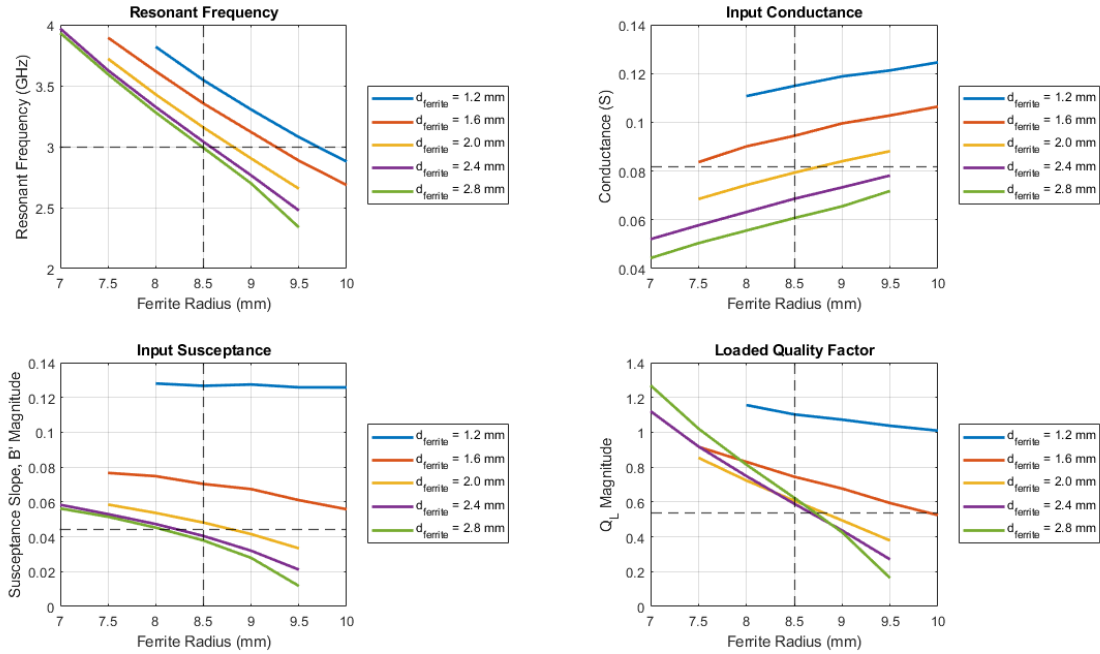 Resonant Frequency
Resonant Frequency (GHz)
4
3.5
3
2.5
2
7 7.5 8 8.5 9 9.5 10
Ferrite Radius (mm)
d_ferrite = 1.2 mm
d_ferrite = 1.6 mm
d_ferrite = 2.0 mm
d_ferrite = 2.4 mm
d_ferrite = 2.8 mm
Input Conductance
Conductance (S)
0.14
0.12
0.1
0.08
0.06
0.04
7 7.5 8 8.5 9 9.5 10
Ferrite Radius (mm)
d_ferrite = 1.2 mm
d_ferrite = 1.6 mm
d_ferrite = 2.0 mm
d_ferrite = 2.4 mm
d_ferrite = 2.8 mm
Input Susceptance
Susceptance Slope, B' Magnitude
0.14
0.12
0.1
0.08
0.06
0.04
0.02
0
7 7.5 8 8.5 9 9.5 10
Ferrite Radius (mm)
d_ferrite = 1.2 mm
d_ferrite = 1.6 mm
d_ferrite = 2.0 mm
d_ferrite = 2.4 mm
d_ferrite = 2.8 mm
Loaded Quality Factor
Q_L Magnitude
1.4
1.2
1
0.8
0.6
0.4
0.2
0
7 7.5 8 8.5 9 9.5 10
Ferrite Radius (mm)
d_ferrite = 1.2 mm
d_ferrite = 1.6 mm
d_ferrite = 2.0 mm
d_ferrite = 2.4 mm
d_ferrite = 2.8 mm